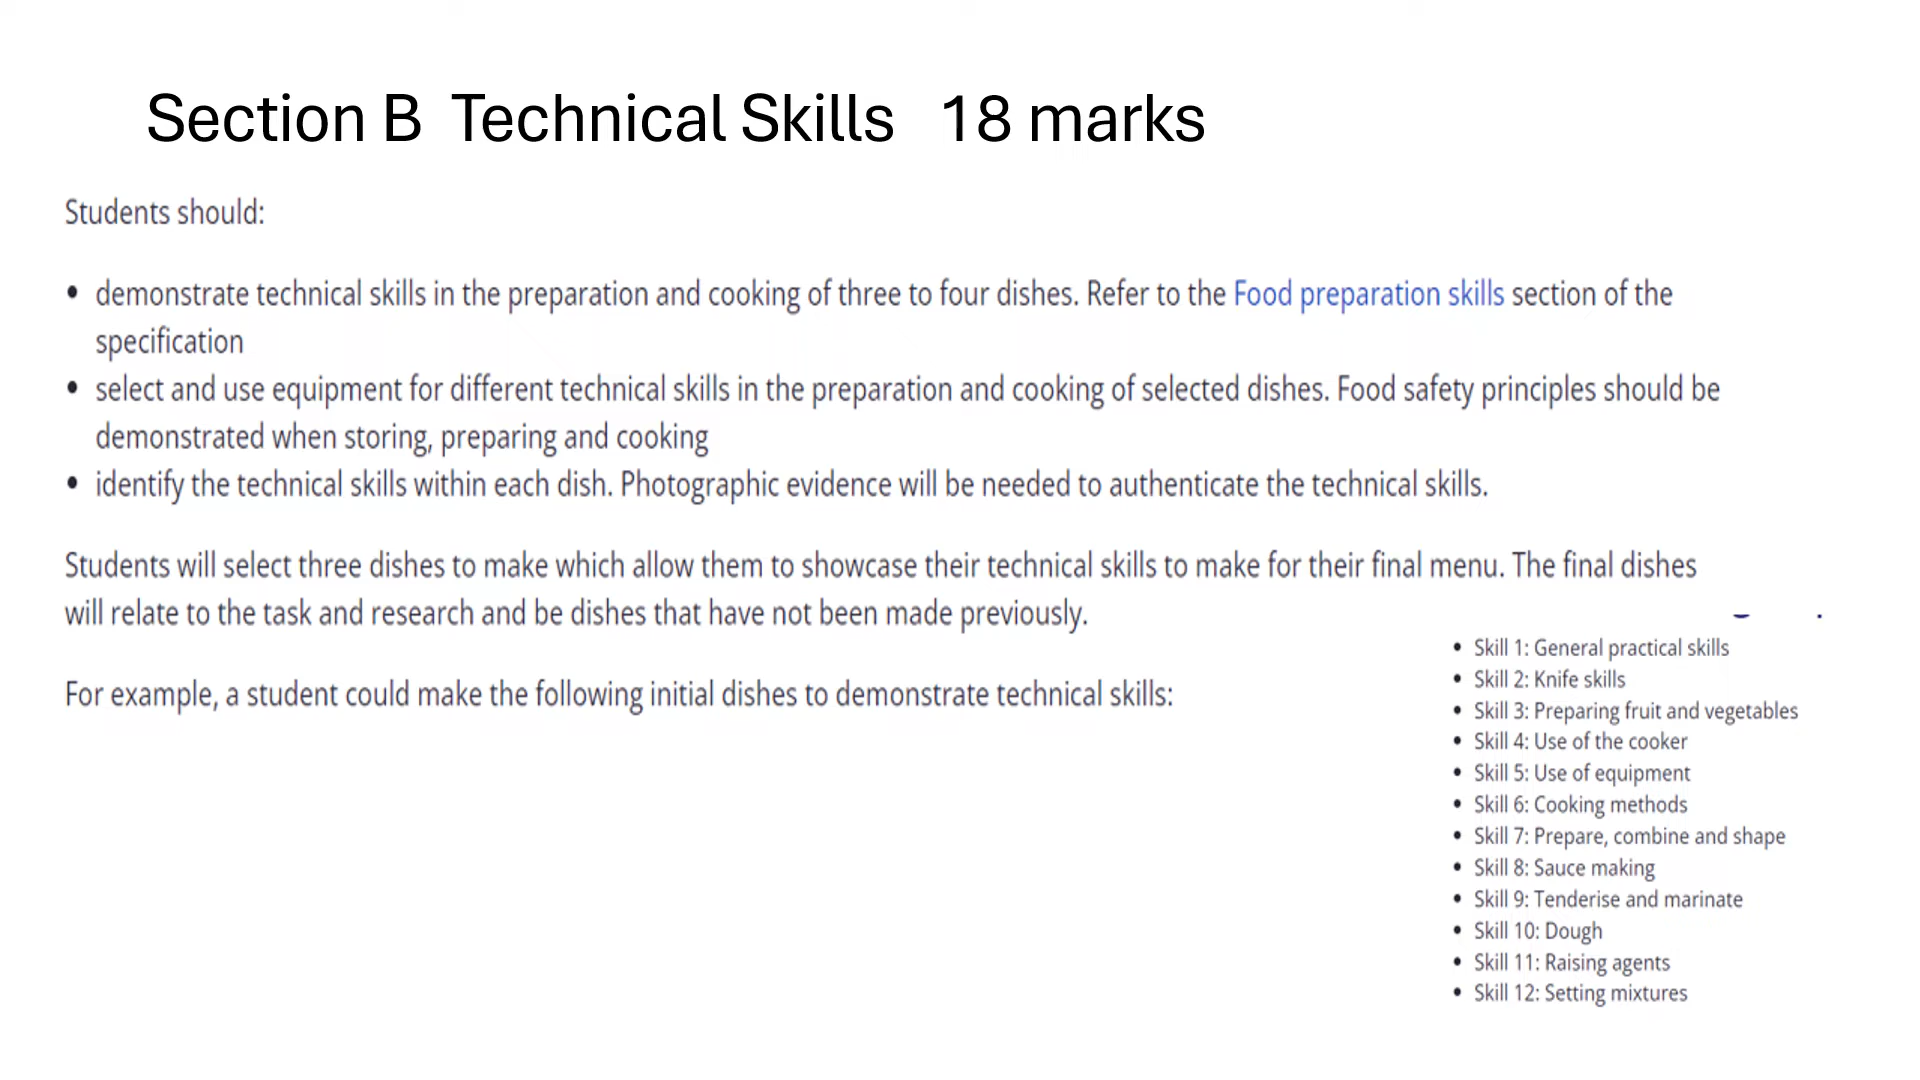 Section B  Technical Skills   18 marks
Students should:
• demonstrate technical skills in the preparation and cooking of three to four dishes. Refer to the Food preparation skills section of the
specification
• select and use equipment for different technical skills in the preparation and cooking of selected dishes. Food safety principles should be
demonstrated when storing, preparing and cooking
• identify the technical skills within each dish. Photographic evidence will be needed to authenticate the technical skills.
Students will select three dishes to make which allow them to showcase their technical skills to make for their final menu. The final dishes
will relate to the task and research and be dishes that have not been made previously.
For example, a student could make the following initial dishes to demonstrate technical skills:
• Skill 1: General practical skills
• Skill 2: Knife skills
• Skill 3: Preparing fruit and vegetables
• Skill 4: Use of the cooker
• Skill 5: Use of equipment
• Skill 6: Cooking methods
• Skill 7: Prepare, combine and shape
• Skill 8: Sauce making
• Skill 9: Tenderise and marinate
• Skill 10: Dough
• Skill 11: Raising agents
• Skill 12: Setting mixtures